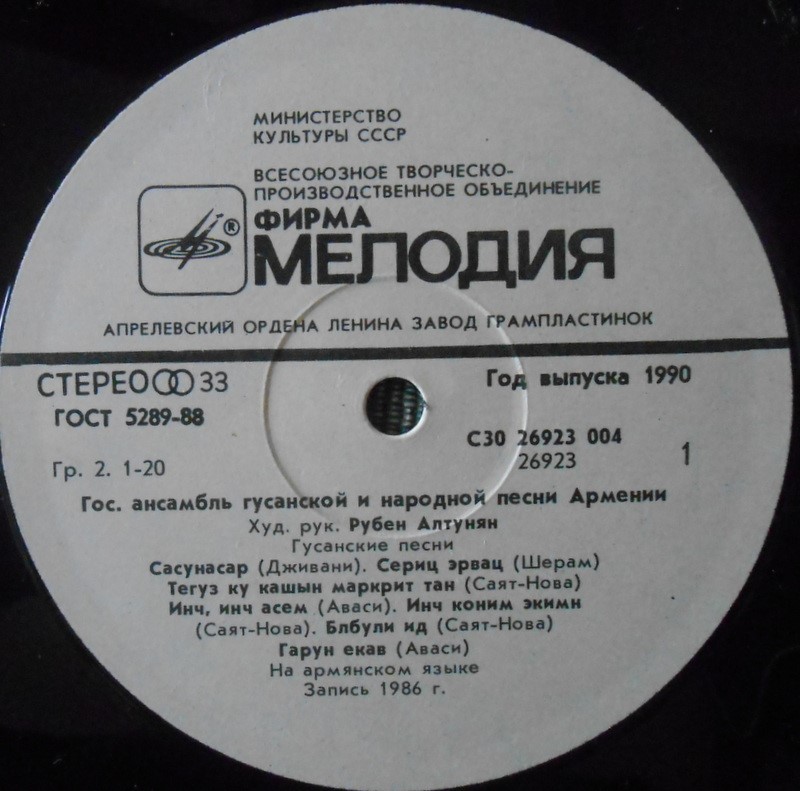 МИНИСТЕРСТВО
КУЛЬТУРЫ СССР
ВСЕСОЮЗНОЕ ТВОРЧЕСКО-
ПРОИЗВОДСТВЕННОЕ ОБЪЕДИНЕНИЕ
®
ФИРМА
МЕЛОДИЯ
АПРЕЛЕВСКИЙ ОРДЕНА ЛЕНИНА ЗАВОД ГРАМПЛАСТИНОК
СТЕРЕО 33
Год выпуска 1990
ГОСТ 5289-88
С30 26923 004
26923
1
Гр. 2. 1-20
Гос. ансамбль гусанской и народной песни Армении
Худ. рук. Рубен Алтунян
Гусанские песни
Сасунасар (Дживани). Сериц эрвац (Шерам)
Тегуз ку кашын маркрит тан (Саят-Нова)
Инч, инч асем (Аваси). Инч коним экимн
(Саят-Нова). Блбули ид (Саят-Нова)
Гарун екав (Аваси)
На армянском языке
Запись 1986 г.